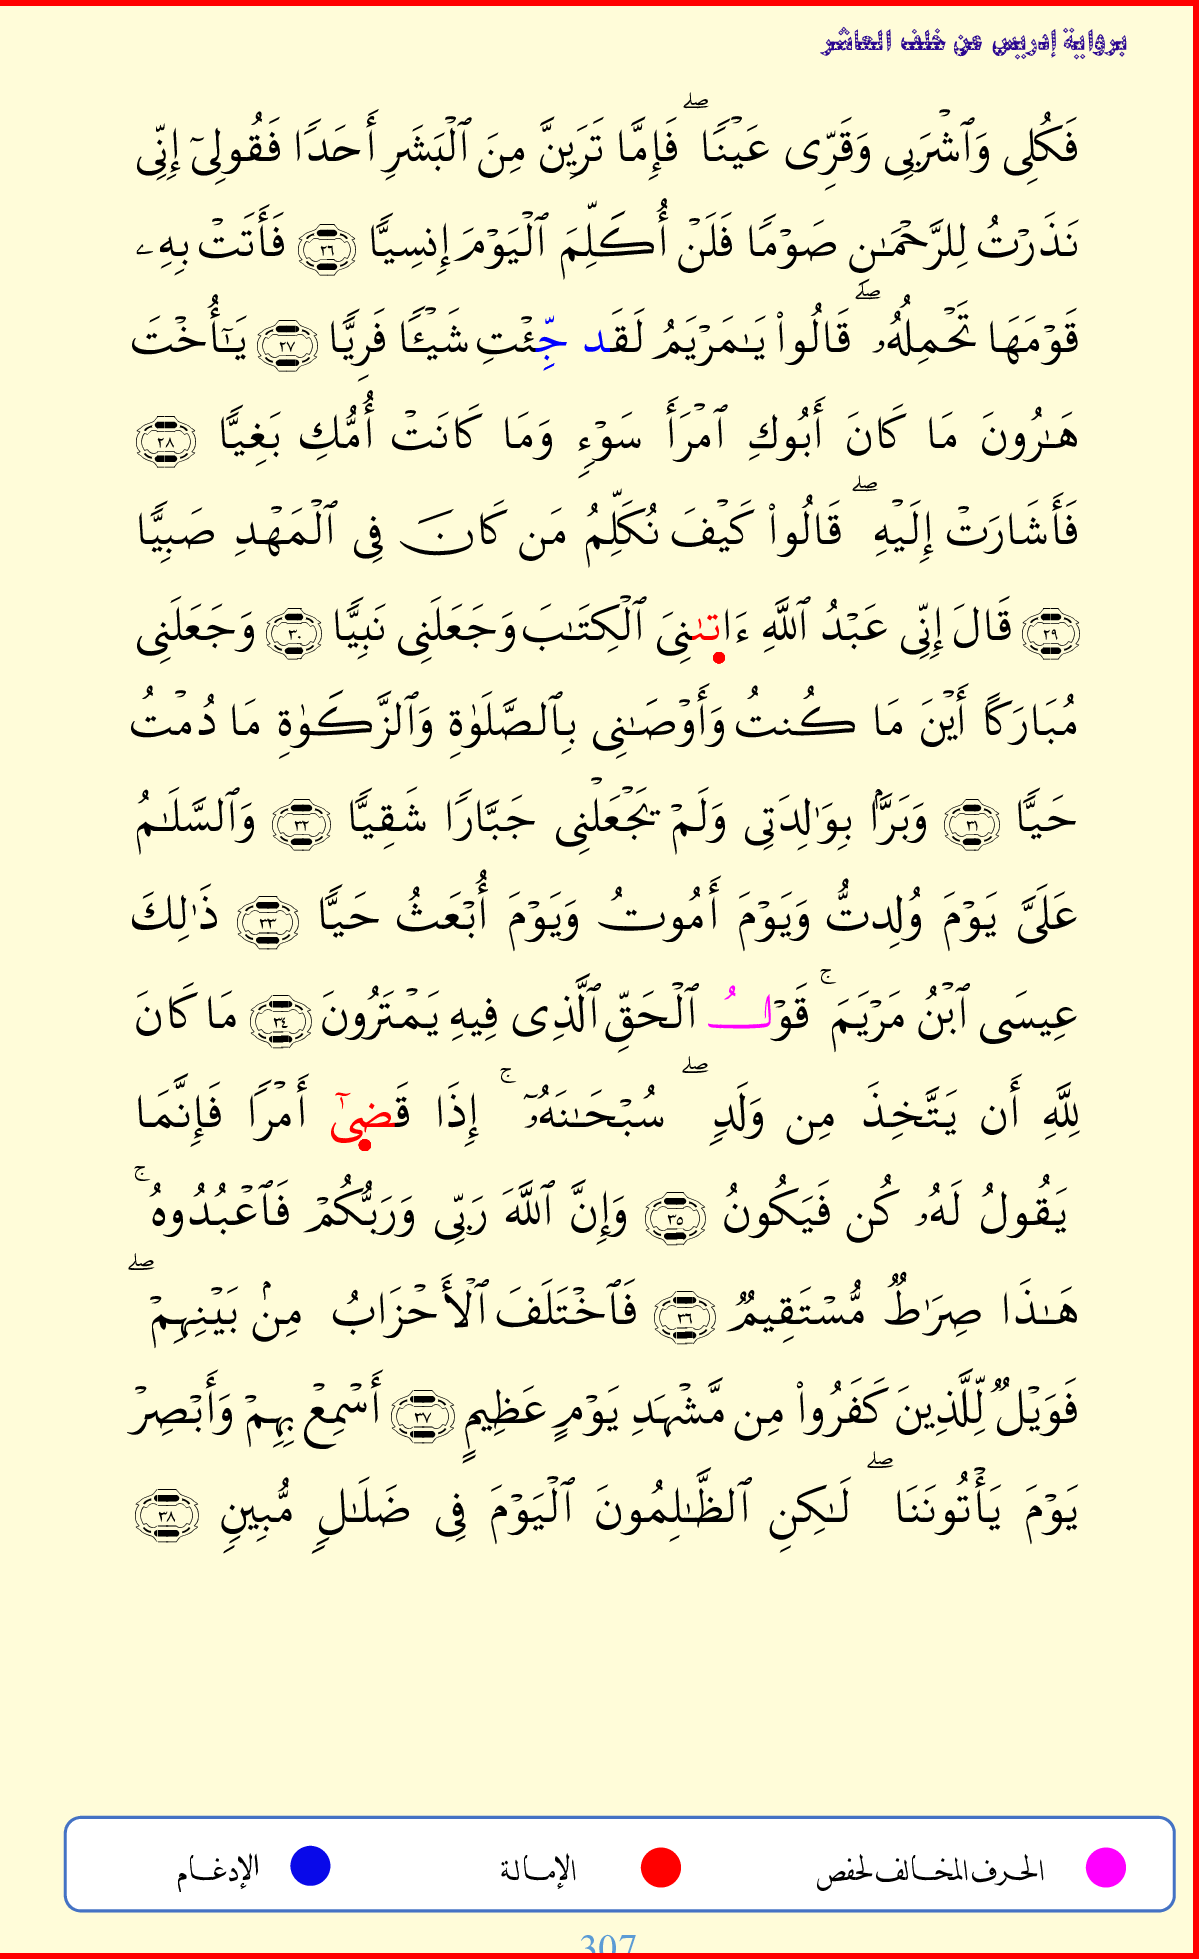 برواية إدريس عن خلف العاشر
فَكُلِى وَٱشۡرَبِى وَقَرِّى عَيۡنٗاۖ فَإِمَّا تَرَيِنَّ مِنَ ٱلۡبَشَرِ أَحَدٗا فَقُولِىٓ إِنِّى
نَذَرۡتُ لِلرَّحۡمَٰنِ صَوۡمٗا فَلَنۡ أُكَلِّمَ ٱلۡيَوۡمَ إِنسِيّٗا ٢٦ فَأَتَتۡ بِهِۦ
قَوۡمَهَا تَحۡمِلُهُۥۖ قَالُواْ يَٰمَرۡيَمُ لَقَد جِّئۡتِ شَيۡـٔٗا فَرِيّٗا ٢٧ يَٰٓأُخۡتَ
هَٰرُونَ مَا كَانَ أَبُوكِ ٱمۡرَأَ سَوۡءٖ وَمَا كَانَتۡ أُمُّكِ بَغِيّٗا ٢٨
فَأَشَارَتۡ إِلَيۡهِۖ قَالُواْ كَيۡفَ نُكَلِّمُ مَن كَانَ فِى ٱلۡمَهۡدِ صَبِيّٗا
٢٩ قَالَ إِنِّى عَبۡدُ ٱللَّهِ ءَاتَىٰنِىَ ٱلۡكِتَٰبَ وَجَعَلَنِى نَبِيّٗا ٣٠ وَجَعَلَنِى
مُبَارَكًا أَيۡنَ مَا كُنتُ وَأَوۡصَٰنِى بِٱلصَّلَوٰةِ وَٱلزَّكَوٰةِ مَا دُمۡتُ
حَيّٗا ٣١ وَبَرَّۢا بِوَٰلِدَتِى وَلَمۡ يَجۡعَلۡنِى جَبَّارٗا شَقِيّٗا ٣٢ وَٱلسَّلَٰمُ
عَلَىَّ يَوۡمَ وُلِدتُّ وَيَوۡمَ أَمُوتُ وَيَوۡمَ أُبۡعَثُ حَيّٗا ٣٣ ذَٰلِكَ
عِيسَى ٱبۡنُ مَرۡيَمَۚ قَوۡلُ ٱلۡحَقِّ ٱلَّذِى فِيهِ يَمۡتَرُونَ ٣٤ مَا كَانَ
لِلَّهِ أَن يَتَّخِذَ مِن وَلَدٖۖ سُبۡحَٰنَهُۥٓۚ إِذَا قَضَىٰٓ أَمۡرٗا فَإِنَّمَا
يَقُولُ لَهُۥ كُن فَيَكُونُ ٣٥ وَإِنَّ ٱللَّهَ رَبِّى وَرَبُّكُمۡ فَٱعۡبُدُوهُۚ
هَٰذَا صِرَٰطٞ مُّسۡتَقِيمٞ ٣٦ فَٱخۡتَلَفَ ٱلۡأَحۡزَابُ مِنۢ بَيۡنِهِمۡۖ
فَوَيۡلٞ لِّلَّذِينَ كَفَرُواْ مِن مَّشۡهَدِ يَوۡمٍ عَظِيمٍ ٣٧ أَسۡمِعۡ بِهِمۡ وَأَبۡصِرۡ
يَوۡمَ يَأۡتُونَنَاۖ لَٰكِنِ ٱلظَّٰلِمُونَ ٱلۡيَوۡمَ فِى ضَلَٰلٖ مُّبِينٖ ٣٨
الحرف المخالف لحفص الإمالة الإدغام
307